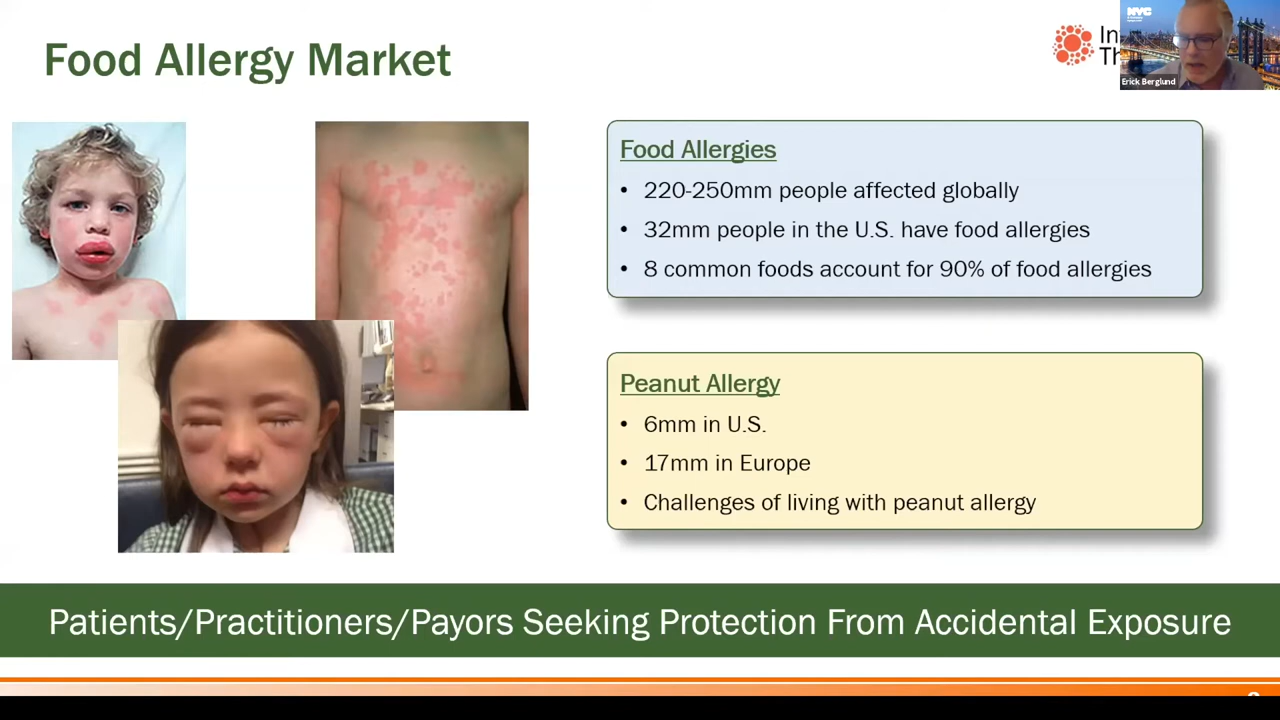 Food Allergy Market
NYC
Erick Berglund
Food Allergies
• 220-250mm people affected globally
• 32mm people in the U.S. have food allergies
• 8 common foods account for 90% of food allergies
Peanut Allergy
• 6mm in U.S.
• 17mm in Europe
• Challenges of living with peanut allergy
Patients/Practitioners/Payors Seeking Protection From Accidental Exposure